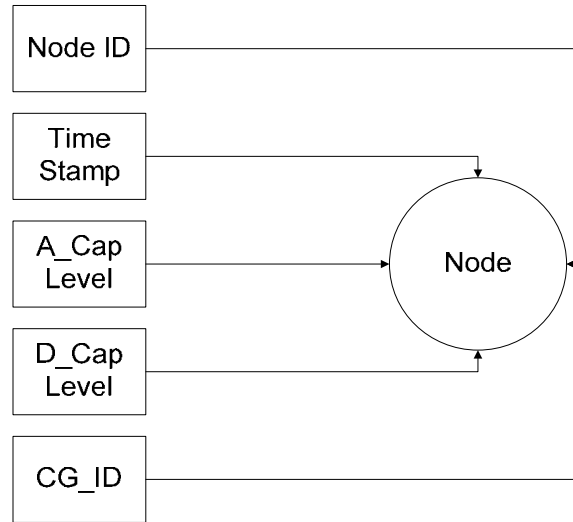 Node ID
Time
Stamp
A_Cap
Level
Node
D_Cap
Level
CG_ID